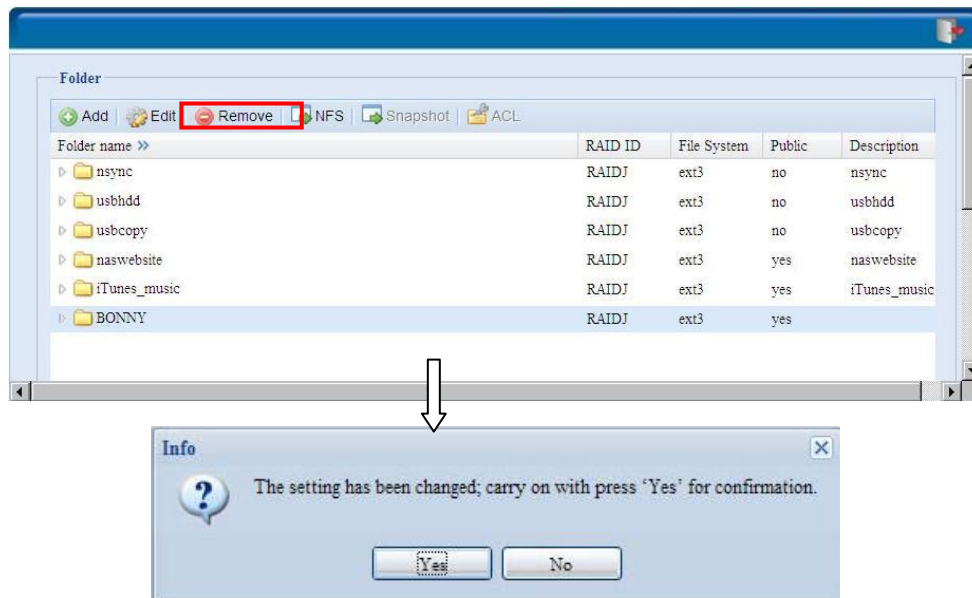 Folder
Add Edit Remove NFS Snapshot ACL
Folder name » RAID ID File System Public Description
nsync RAIDJ ext3 no nsync
usbhdd RAIDJ ext3 no usbhdd
usbcopy RAIDJ ext3 no usbcopy
naswebsite RAIDJ ext3 yes naswebsite
iTunes_music RAIDJ ext3 yes iTunes_music
BONNY RAIDJ ext3 yes
Info
The setting has been changed; carry on with press ‘Yes’ for confirmation.
Yes No